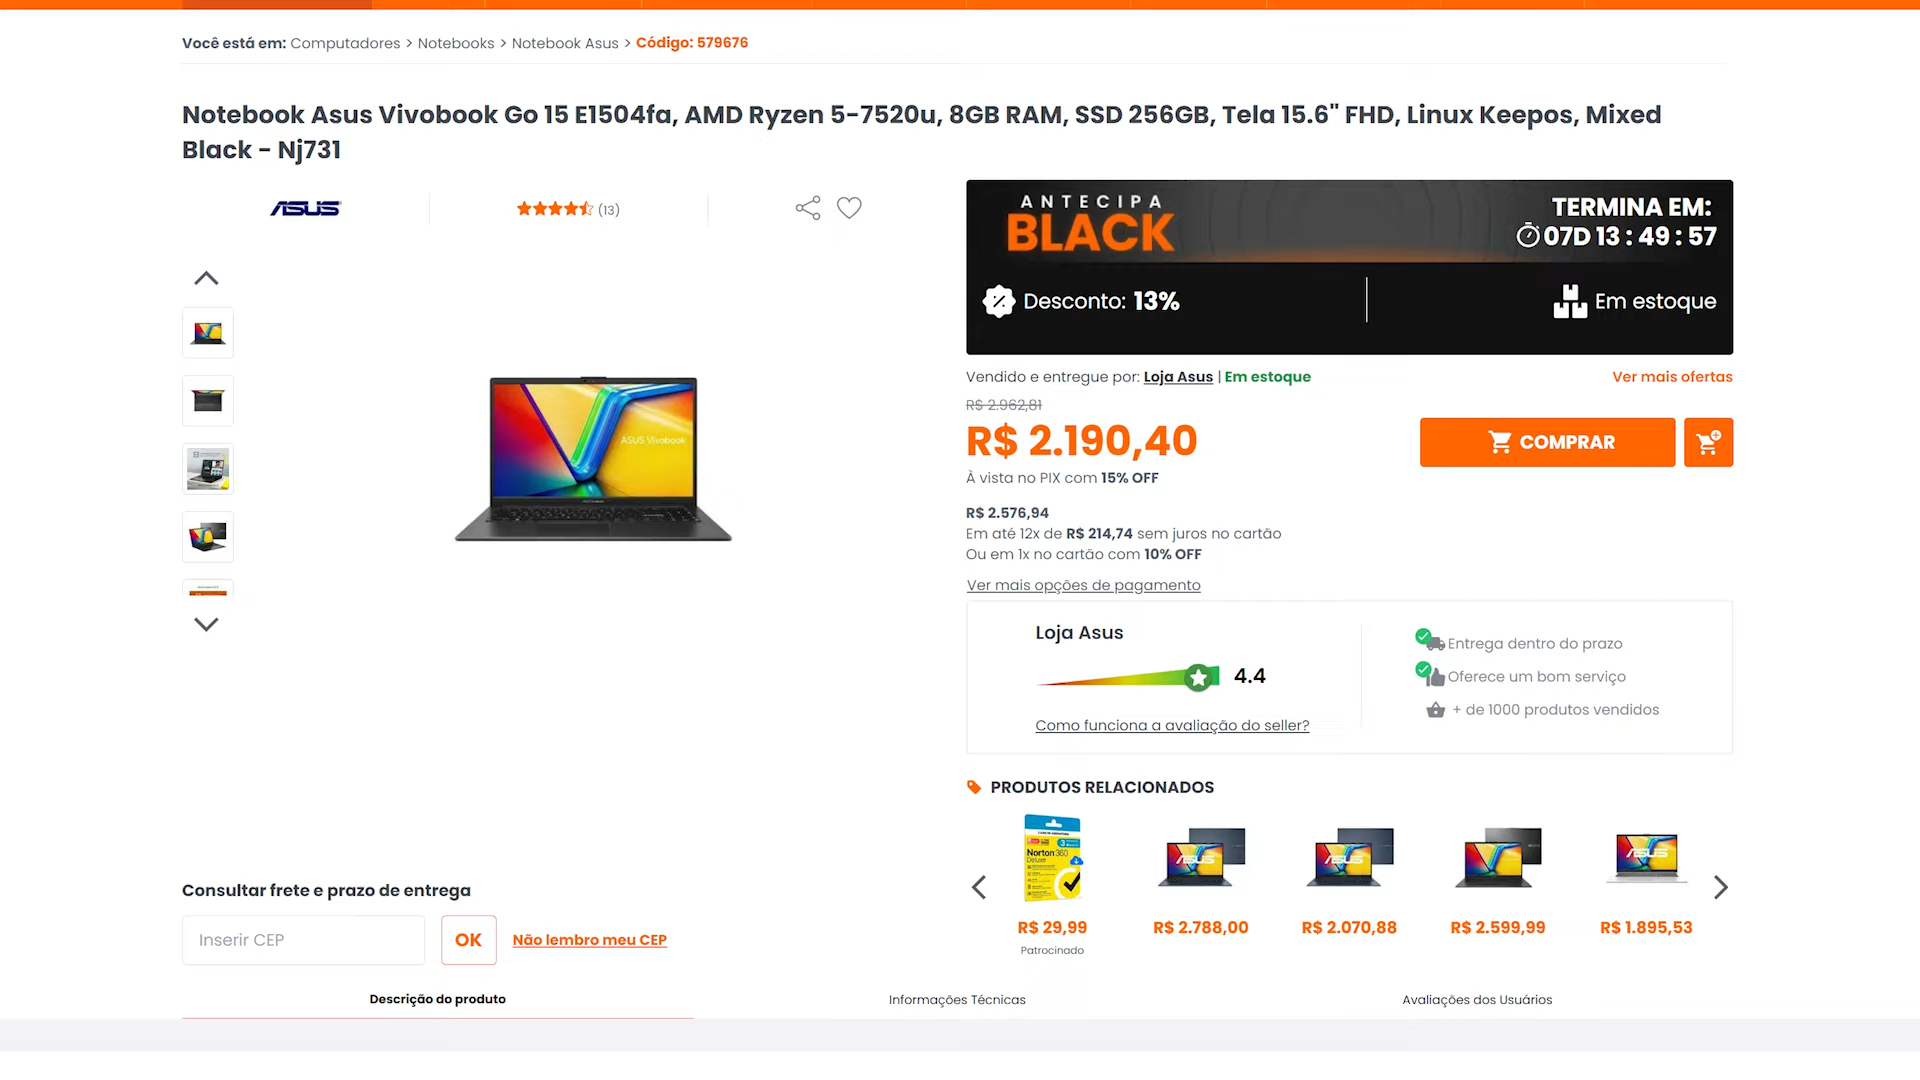 Você está em: Computadores > Notebooks > Notebook Asus > Código: 579676
Notebook Asus Vivobook Go 15 E1504fa, AMD Ryzen 5-7520u, 8GB RAM, SSD 256GB, Tela 15.6" FHD, Linux Keepos, Mixed
Black - Nj731
ASUS
(13)
ANTECIPA
BLACK
TERMINA EM:
07D 13 : 49 : 57
Desconto: 13%
Em estoque
Vendido e entregue por: Loja Asus | Em estoque
Ver mais ofertas
R$ 2.962,81
R$ 2.190,40
COMPRAR
À vista no PIX com 15% OFF
ASUS Vivobook
R$ 2.576,94
Em até 12x de R$ 214,74 sem juros no cartão
Ou em 1x no cartão com 10% OFF
Ver mais opções de pagamento
Loja Asus
4.4
Como funciona a avaliação do seller?
Entrega dentro do prazo
Oferece um bom serviço
+ de 1000 produtos vendidos
PRODUTOS RELACIONADOS
Norton 360
Deluxe
ASUS
ASUS
ASUS
R$ 29,99
R$ 2.788,00
R$ 2.070,88
R$ 2.599,99
R$ 1.895,53
Patrocinado
Consultar frete e prazo de entrega
Inserir CEP
OK
Não lembro meu CEP
Descrição do produto
Informações Técnicas
Avaliações dos Usuários